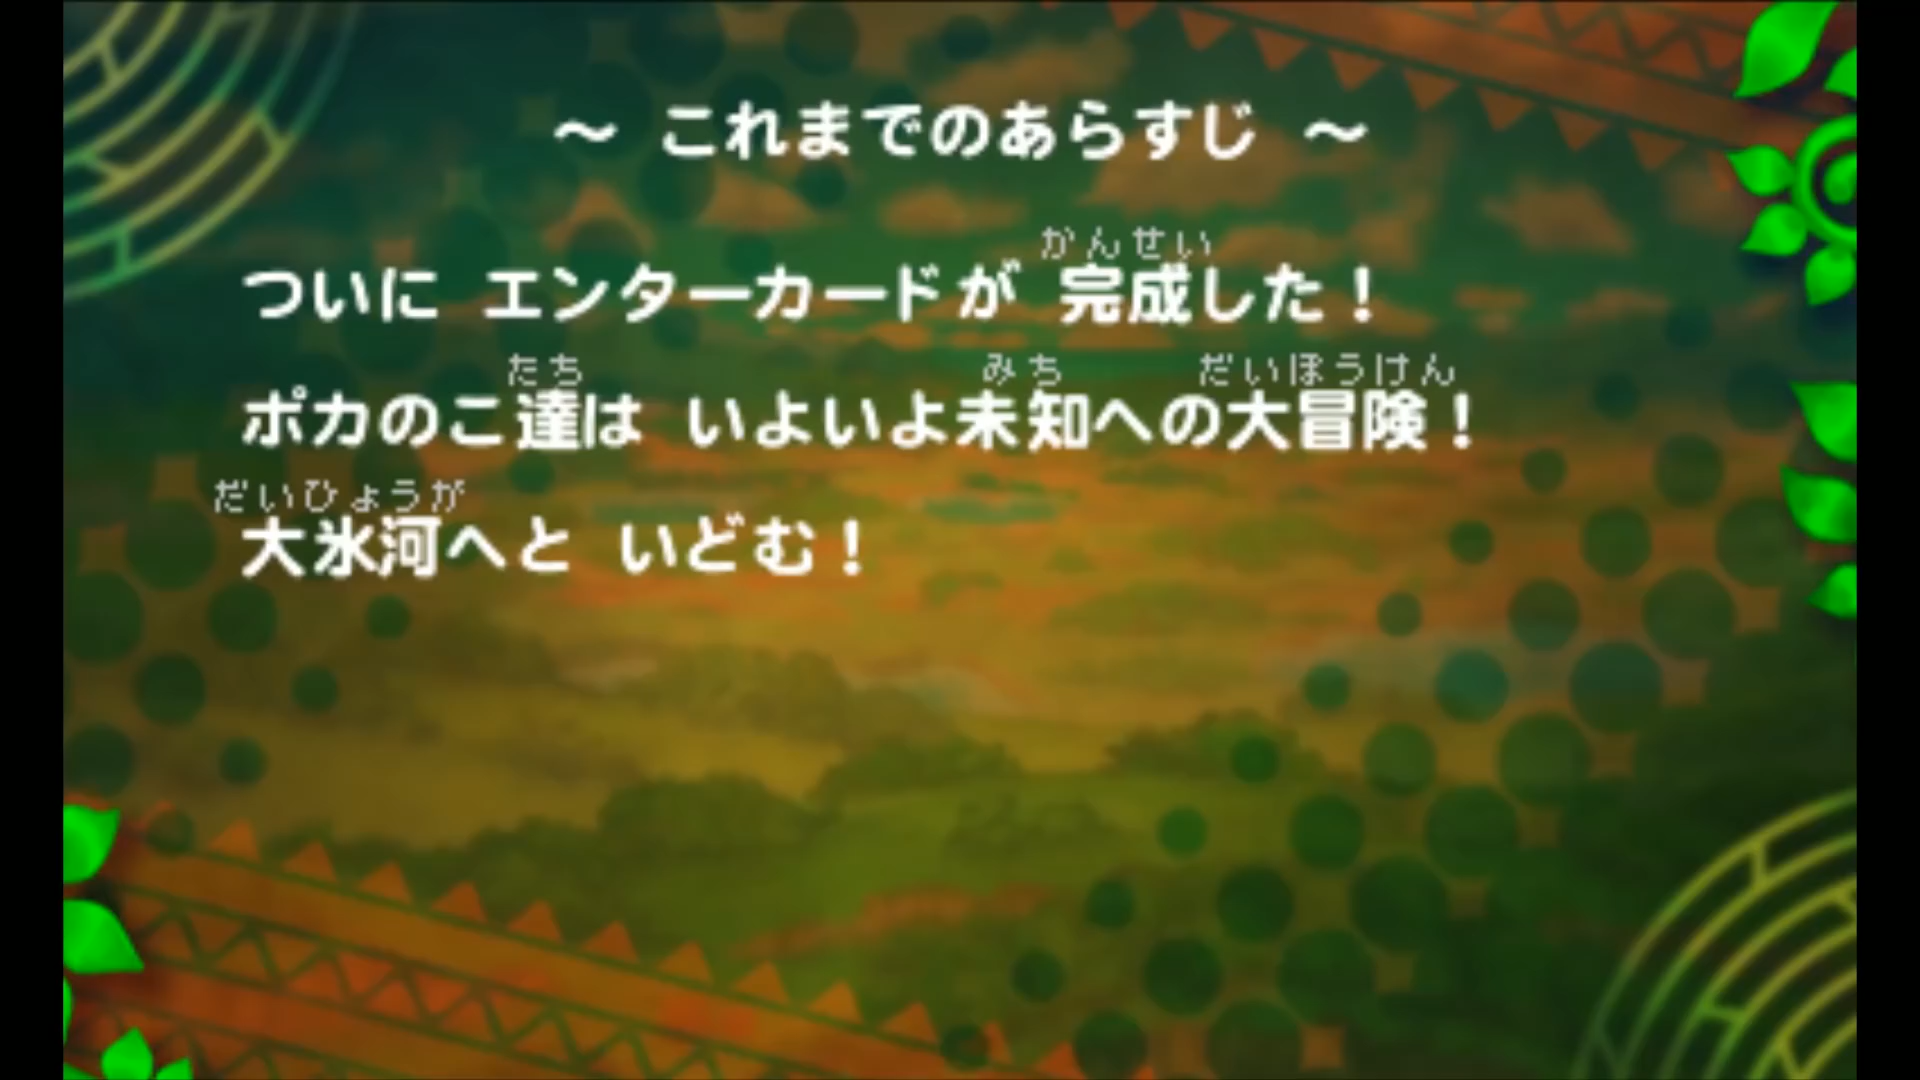 ～ これまでのあらすじ ～
かんせい
ついに エンターカードが 完成した！
たち みち だいぼうけん
ポカのこ達は いよいよ未知への大冒険！
だいひょうが
大氷河へと いどむ！